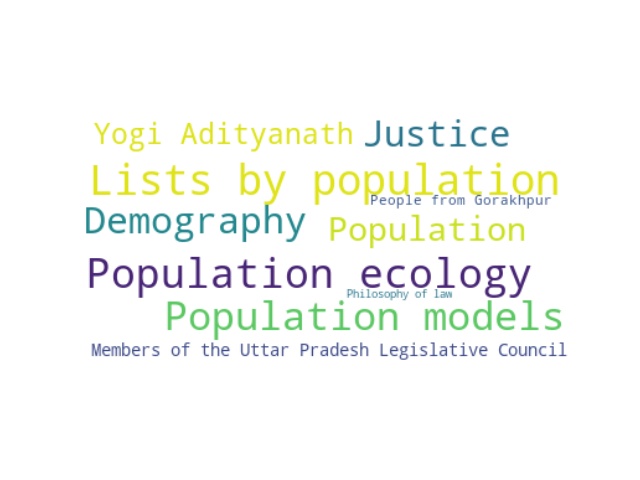 Yogi Adityanath Justice
Lists by population
People from Gorakhpur
Demography Population
Population ecology
Philosophy of law
Population models
Members of the Uttar Pradesh Legislative Council